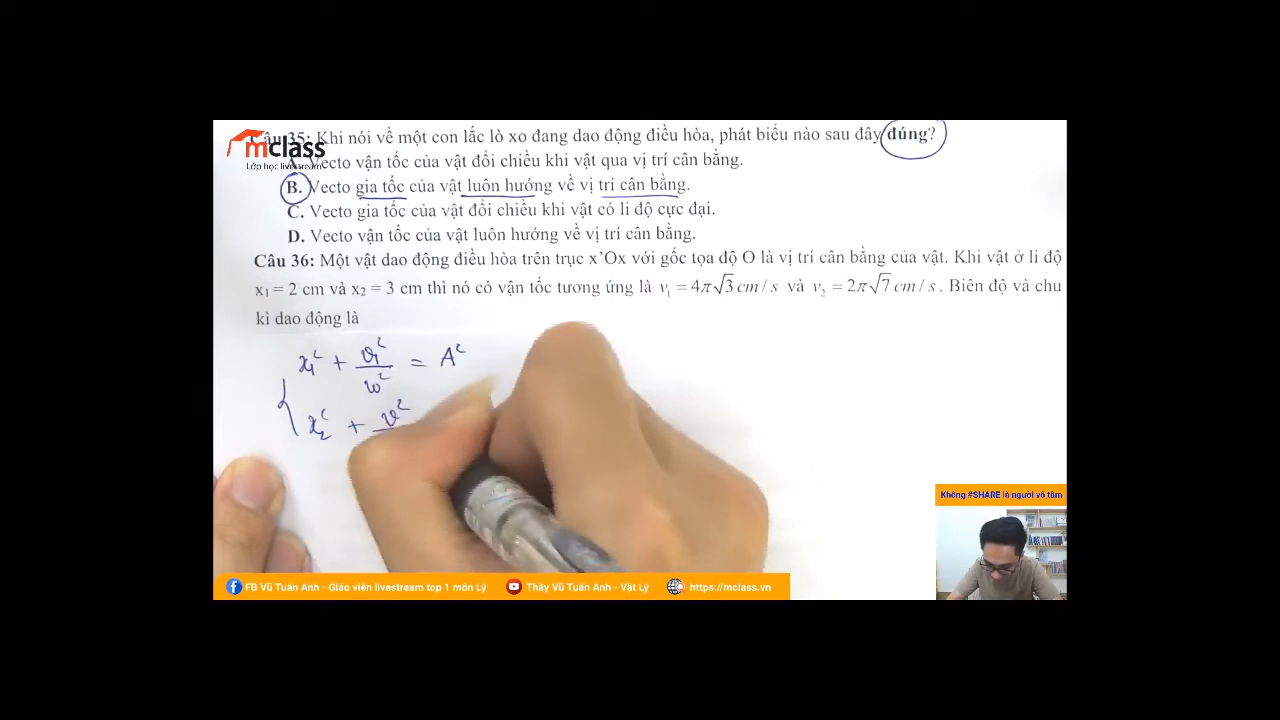 Câu 35: Khi nói về một con lắc lò xo đang dao động điều hòa, phát biểu nào sau đây đúng?
mclass
Lớp học livestream
Vecto vận tốc của vật đổi chiều khi vật qua vị trí cân bằng.
B. Vecto gia tốc của vật luôn hướng về vị trí cân bằng.
C. Vecto gia tốc của vật đổi chiều khi vật có li độ cực đại.
D. Vecto vận tốc của vật luôn hướng về vị trí cân bằng.
Câu 36: Một vật dao động điều hòa trên trục x'Ox với gốc tọa độ O là vị trí cân bằng của vật. Khi vật ở li độ
x₁ = 2 cm và x₂ = 3 cm thì nó có vận tốc tương ứng là v₁ = 4π√3 cm / s và v₂ = 2π√7 cm / s. Biên độ và chu
kì dao động là
x₁² + v₁²/ω² = A²
x₂² + v²
Không #SHARE là người vô tâm
FB Vũ Tuấn Anh - Giáo viên livestream top 1 môn Lý
Thầy Vũ Tuấn Anh - Vật Lý
https://mclass.vn